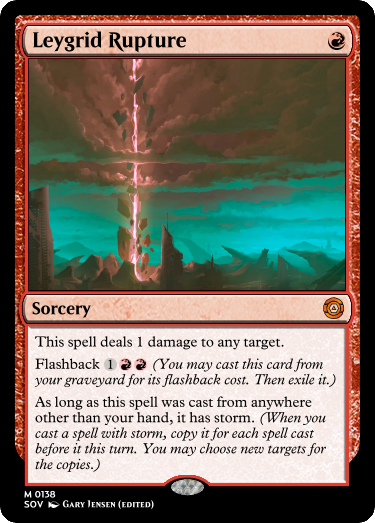 Leygrid Rupture
Sorcery
This spell deals 1 damage to any target.
Flashback 1 (You may cast this card from
your graveyard for its flashback cost. Then exile it.)
As long as this spell was cast from anywhere
other than your hand, it has storm. (When you
cast a spell with storm, copy it for each spell cast
before it this turn. You may choose new targets for
the copies.)
M 0138
SOV Gary Jensen (edited)